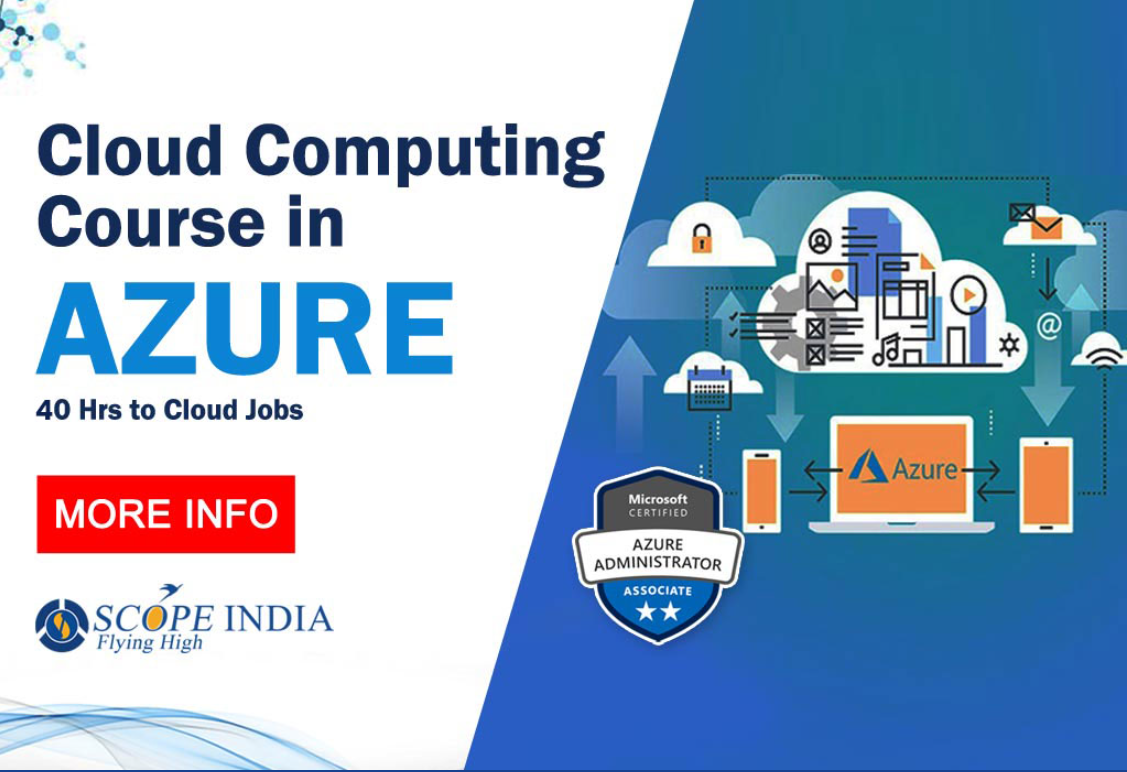 Cloud Computing
Course in
AZURE
40 Hrs to Cloud Jobs
MORE INFO
SCOPE INDIA
Flying High
@
Azure
Microsoft
CERTIFIED
AZURE
ADMINISTRATOR
ASSOCIATE